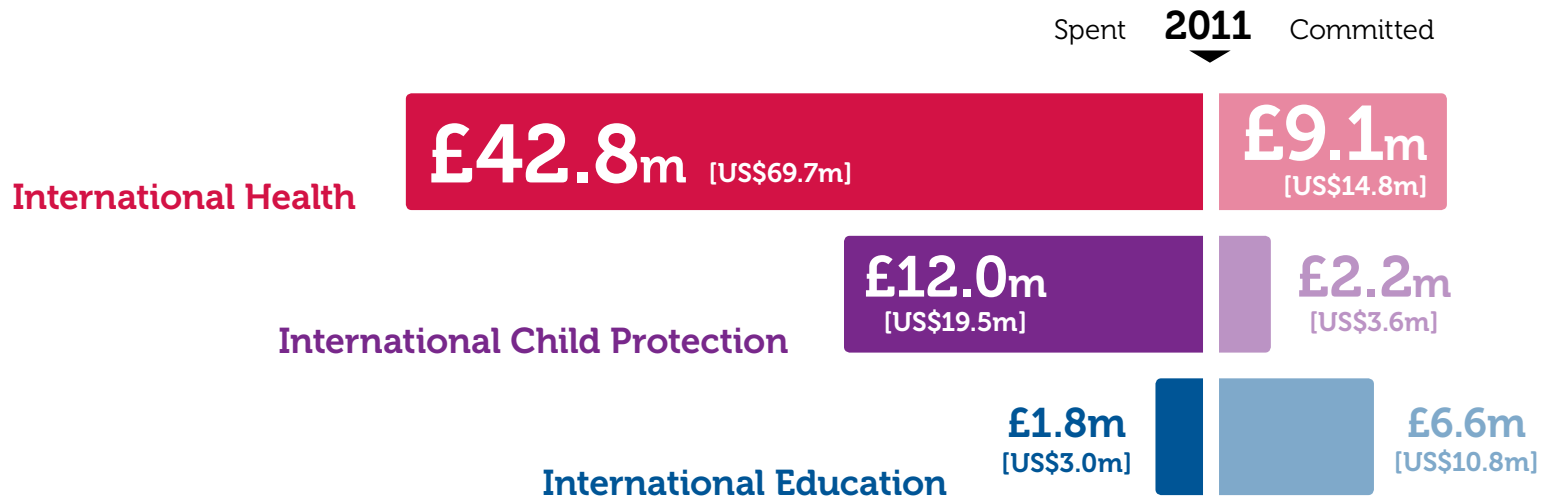 Spent 2011 Committed
£42.8m [US$69.7m]
£9.1m
[US$14.8m]
International Health
£12.0m
[US$19.5m]
£2.2m
[US$3.6m]
International Child Protection
£1.8m
[US$3.0m]
£6.6m
[US$10.8m]
International Education